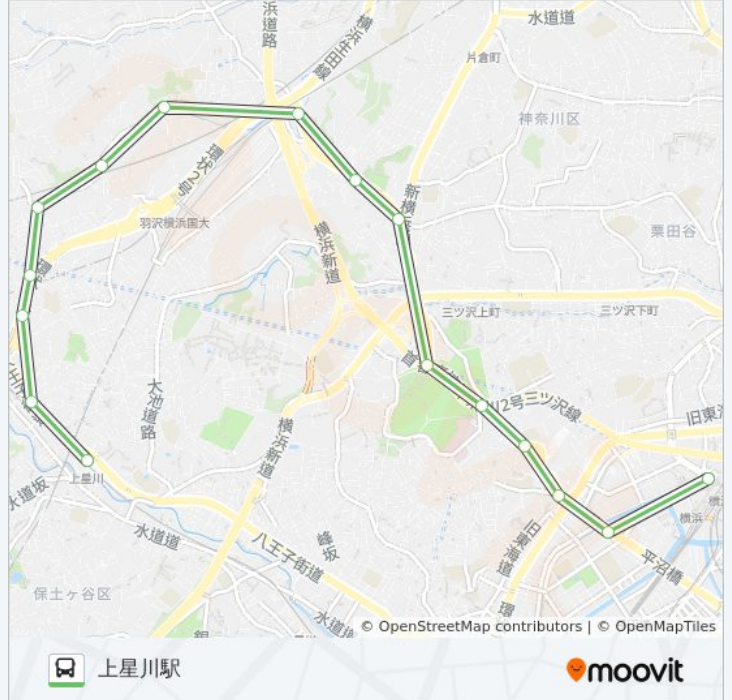 浜道路
横浜生田線
水道道
片倉町
神奈川区
環状2号
新横
羽沢横浜国大
栗田谷
横浜新道
環
三ツ沢上町
三ツ沢下町
首
大池道路
2号三ツ沢線
旧東海
横浜新道
上星川
水道坂
横浜
水道道
峰坂
旧東海道
八王子街道
平沼橋
保土ヶ谷区
環
水道道
© OpenStreetMap contributors | © OpenMapTiles
上星川駅
moovit